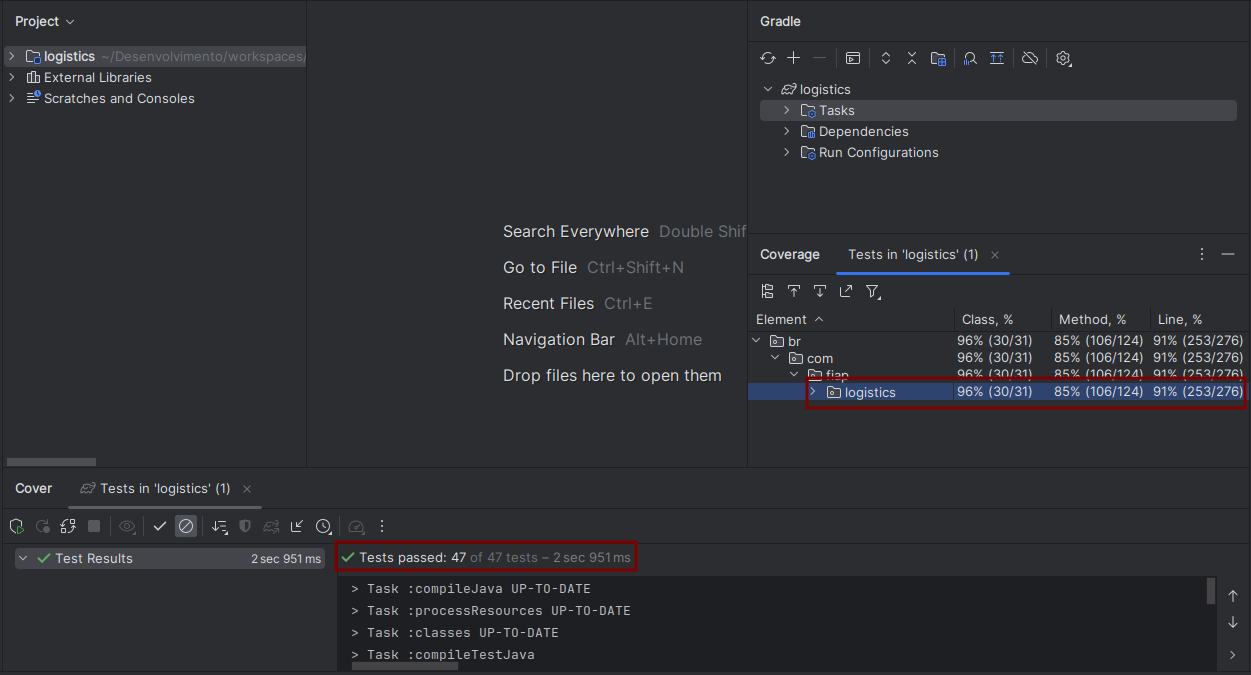 Project
logistics ~/Desenvolvimento/workspaces/
External Libraries
Scratches and Consoles
Search Everywhere Double Shif
Go to File Ctrl+Shift+N
Recent Files Ctrl+E
Navigation Bar Alt+Home
Drop files here to open them
Gradle
logistics
Tasks
Dependencies
Run Configurations
Coverage Tests in 'logistics' (1)
Element Class, % Method, % Line, %
br 96% (30/31) 85% (106/124) 91% (253/276)
com 96% (30/31) 85% (106/124) 91% (253/276)
fiap 96% (30/31) 85% (106/124) 91% (253/276)
logistics 96% (30/31) 85% (106/124) 91% (253/276)
Cover Tests in 'logistics' (1)
Test Results 2 sec 951 ms
Tests passed: 47 of 47 tests – 2 sec 951 ms
> Task :compileJava UP-TO-DATE
> Task :processResources UP-TO-DATE
> Task :classes UP-TO-DATE
> Task :compileTestJava